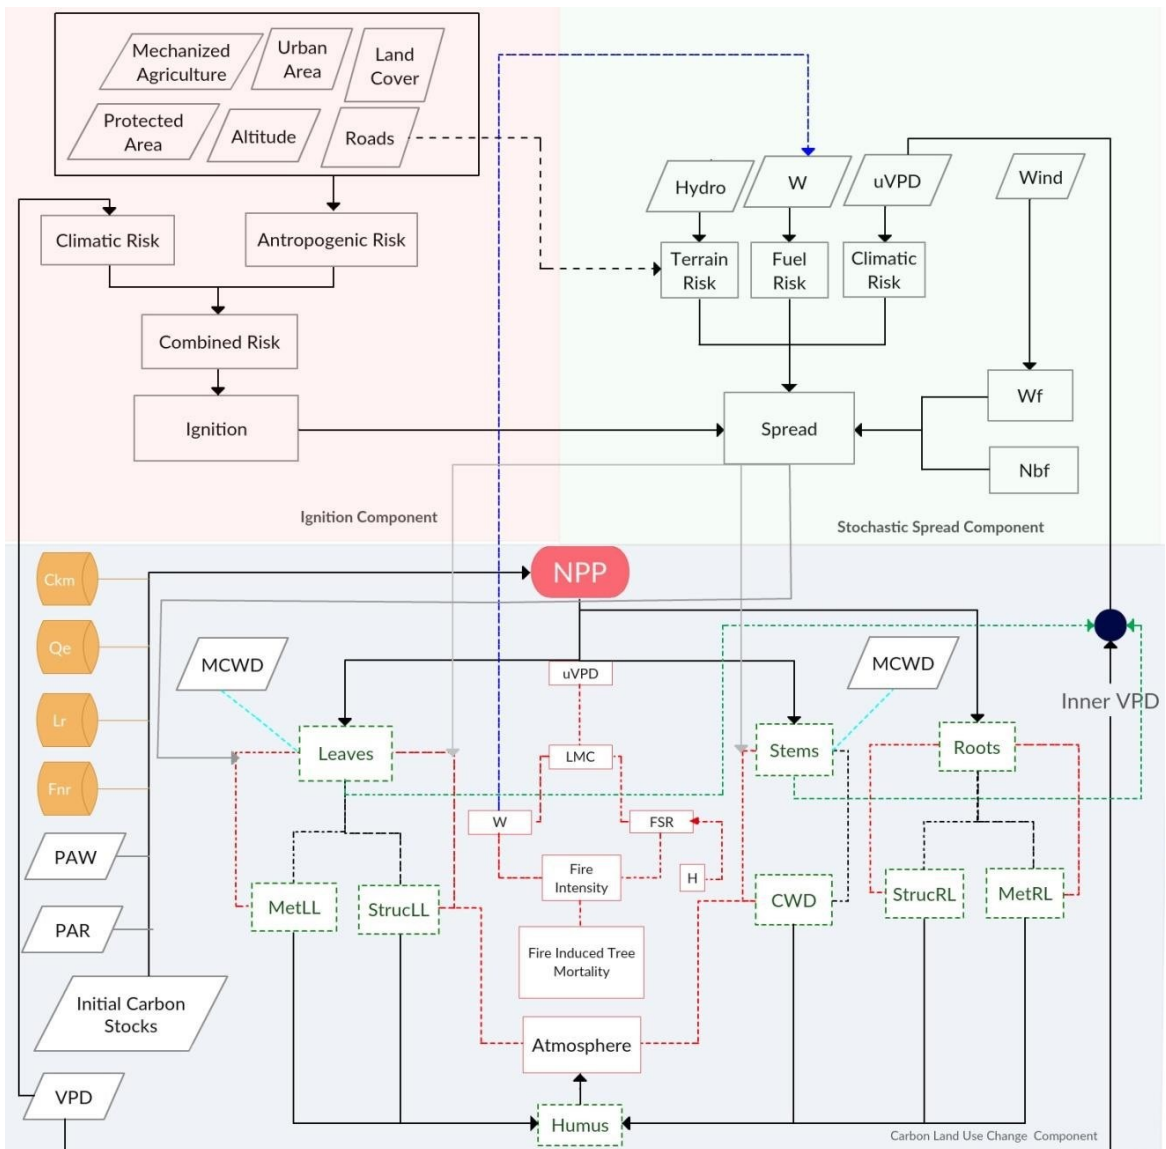 Mechanized
Agriculture
Urban
Area
Land
Cover
Protected
Area
Altitude
Roads
Climatic Risk
Antropogenic Risk
Combined Risk
Ignition
Ignition Component
Hydro
W
uVPD
Wind
Terrain
Risk
Fuel
Risk
Climatic
Risk
Spread
Wf
Nbf
Stochastic Spread Component
Ckm
Qe
Lr
Fnr
PAW
PAR
Initial Carbon
Stocks
VPD
NPP
MCWD
uVPD
MCWD
Inner VPD
Leaves
LMC
Stems
Roots
W
FSR
H
Fire
Intensity
MetLL
StrucLL
CWD
StrucRL
MetRL
Fire Induced Tree
Mortality
Atmosphere
Humus
Carbon Land Use Change Component